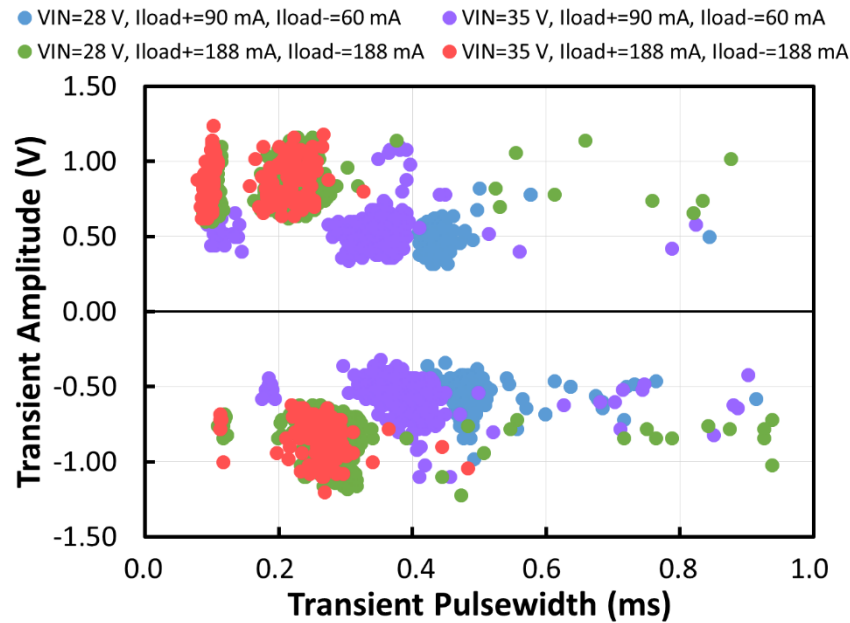 VIN=28 V, Iload+=90 mA, Iload-=60 mA VIN=35 V, Iload+=90 mA, Iload-=60 mA
VIN=28 V, Iload+=188 mA, Iload-=188 mA VIN=35 V, Iload+=188 mA, Iload-=188 mA
1.50
1.00
0.50
0.00
-0.50
-1.00
-1.50
Transient Amplitude (V)
0.0 0.2 0.4 0.6 0.8 1.0
Transient Pulsewidth (ms)